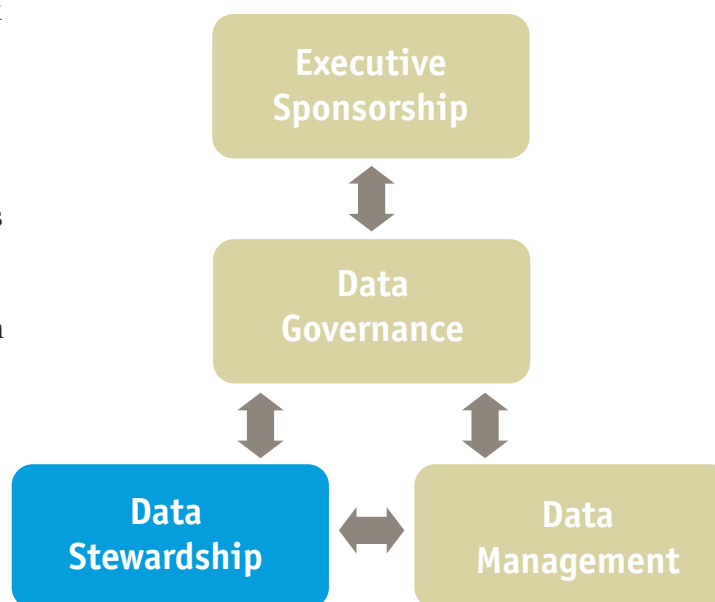 Executive
Sponsorship
s
Data
Governance
n
Data
Stewardship
Data
Management